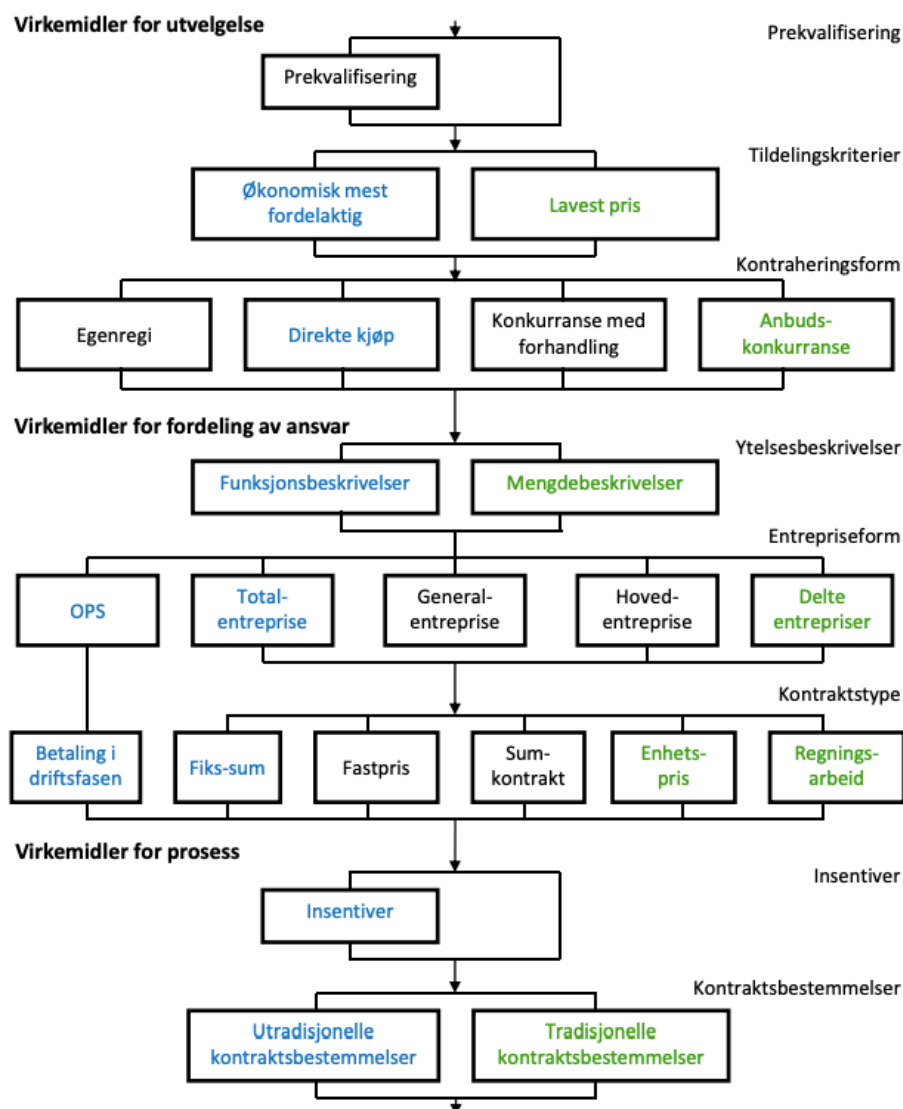 Virkemidler for utvelgelse
Prekvalifisering
Prekvalifisering
Tildelingskriterier
Økonomisk mest
fordelaktig
Lavest pris
Kontraheringsform
Egenregi
Direkte kjøp
Konkurranse med
forhandling
Anbuds-
konkurranse
Virkemidler for fordeling av ansvar
Ytelsesbeskrivelser
Funksjonsbeskrivelser
Mengdebeskrivelser
Entrepriseform
OPS
Total-
entreprise
General-
entreprise
Hoved-
entreprise
Delte
entrepriser
Kontraktstype
Betaling i
driftsfasen
Fiks-sum
Fastpris
Sum-
kontrakt
Enhets-
pris
Regnings-
arbeid
Virkemidler for prosess
Insentiver
Insentiver
Kontraktsbestemmelser
Utradisjonelle
kontraktsbestemmelser
Tradisjonelle
kontraktsbestemmelser